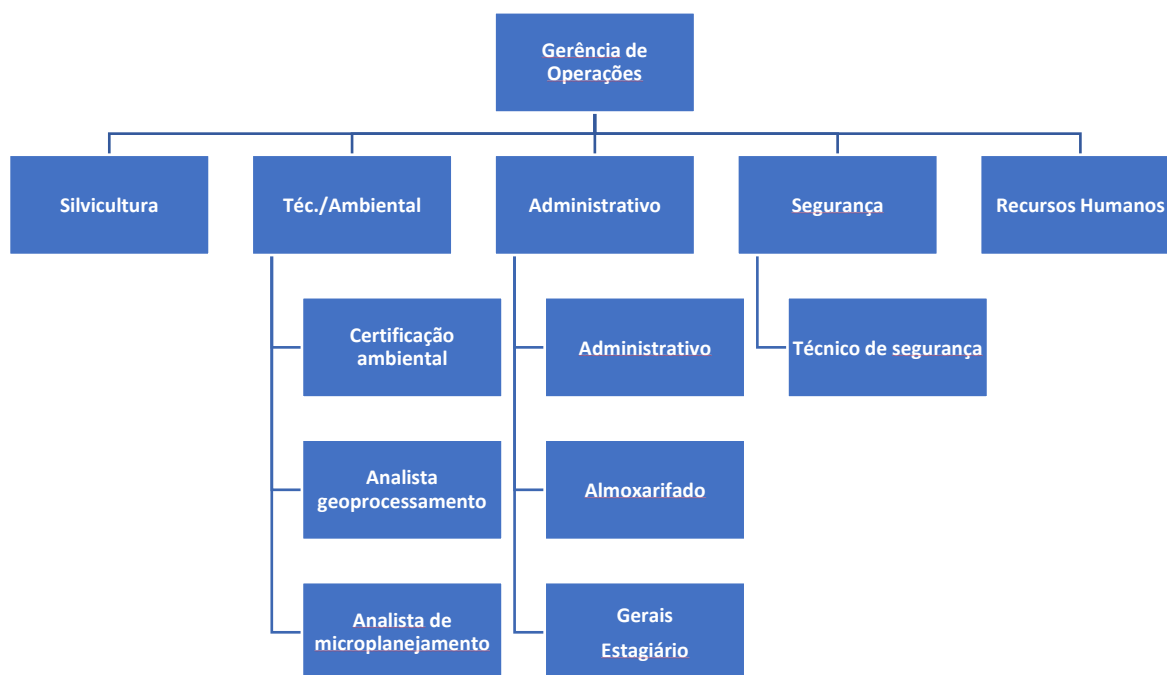 Gerência de
Operações
Silvicultura
Téc./Ambiental
Administrativo
Segurança
Recursos Humanos
Certificação
ambiental
Administrativo
Técnico de segurança
Analista
geoprocessamento
Almoxarifado
Analista de
microplanejamento
Gerais
Estagiário